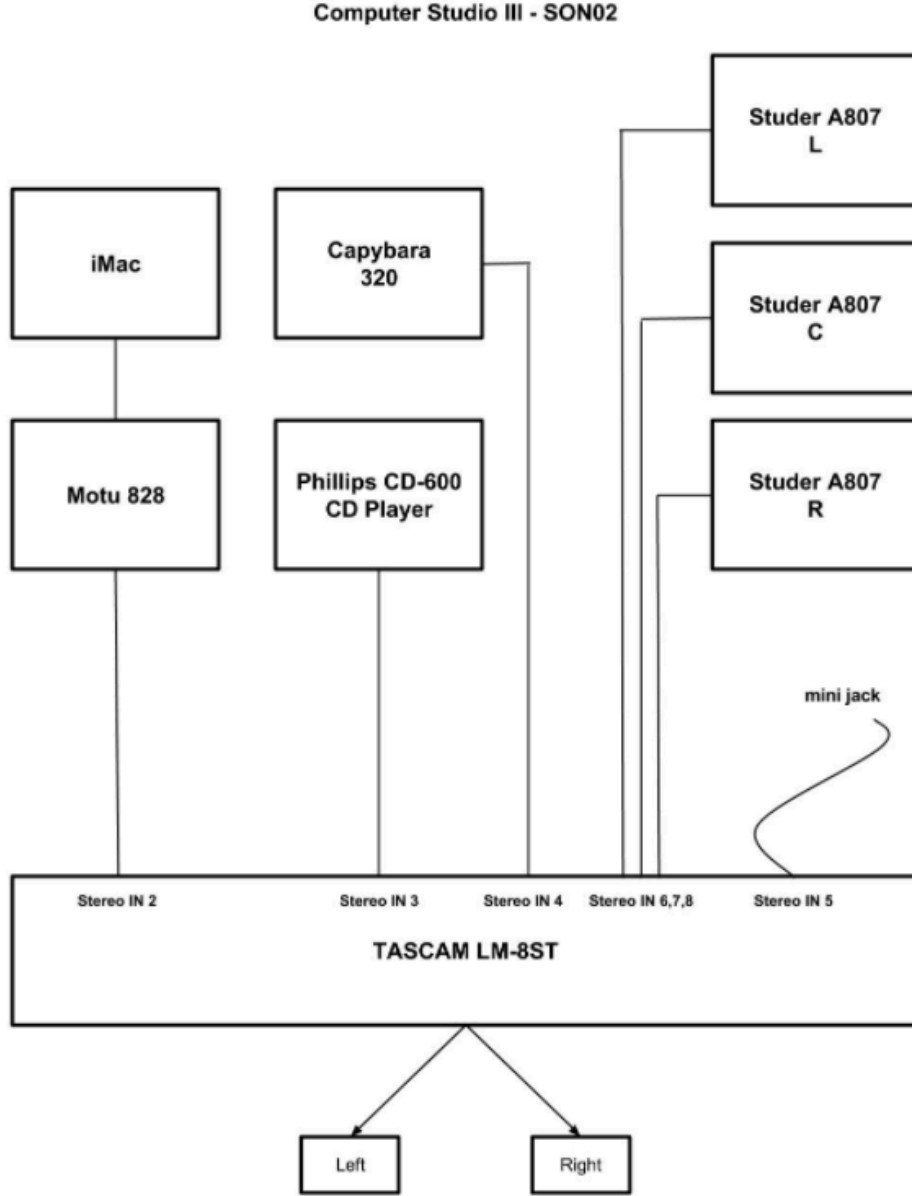 Computer Studio III - SON02
Studer A807
L
iMac
Capybara
320
Studer A807
C
Motu 828
Phillips CD-600
CD Player
Studer A807
R
mini jack
Stereo IN 2
Stereo IN 3
Stereo IN 4
Stereo IN 6,7,8
Stereo IN 5
TASCAM LM-8ST
Left
Right